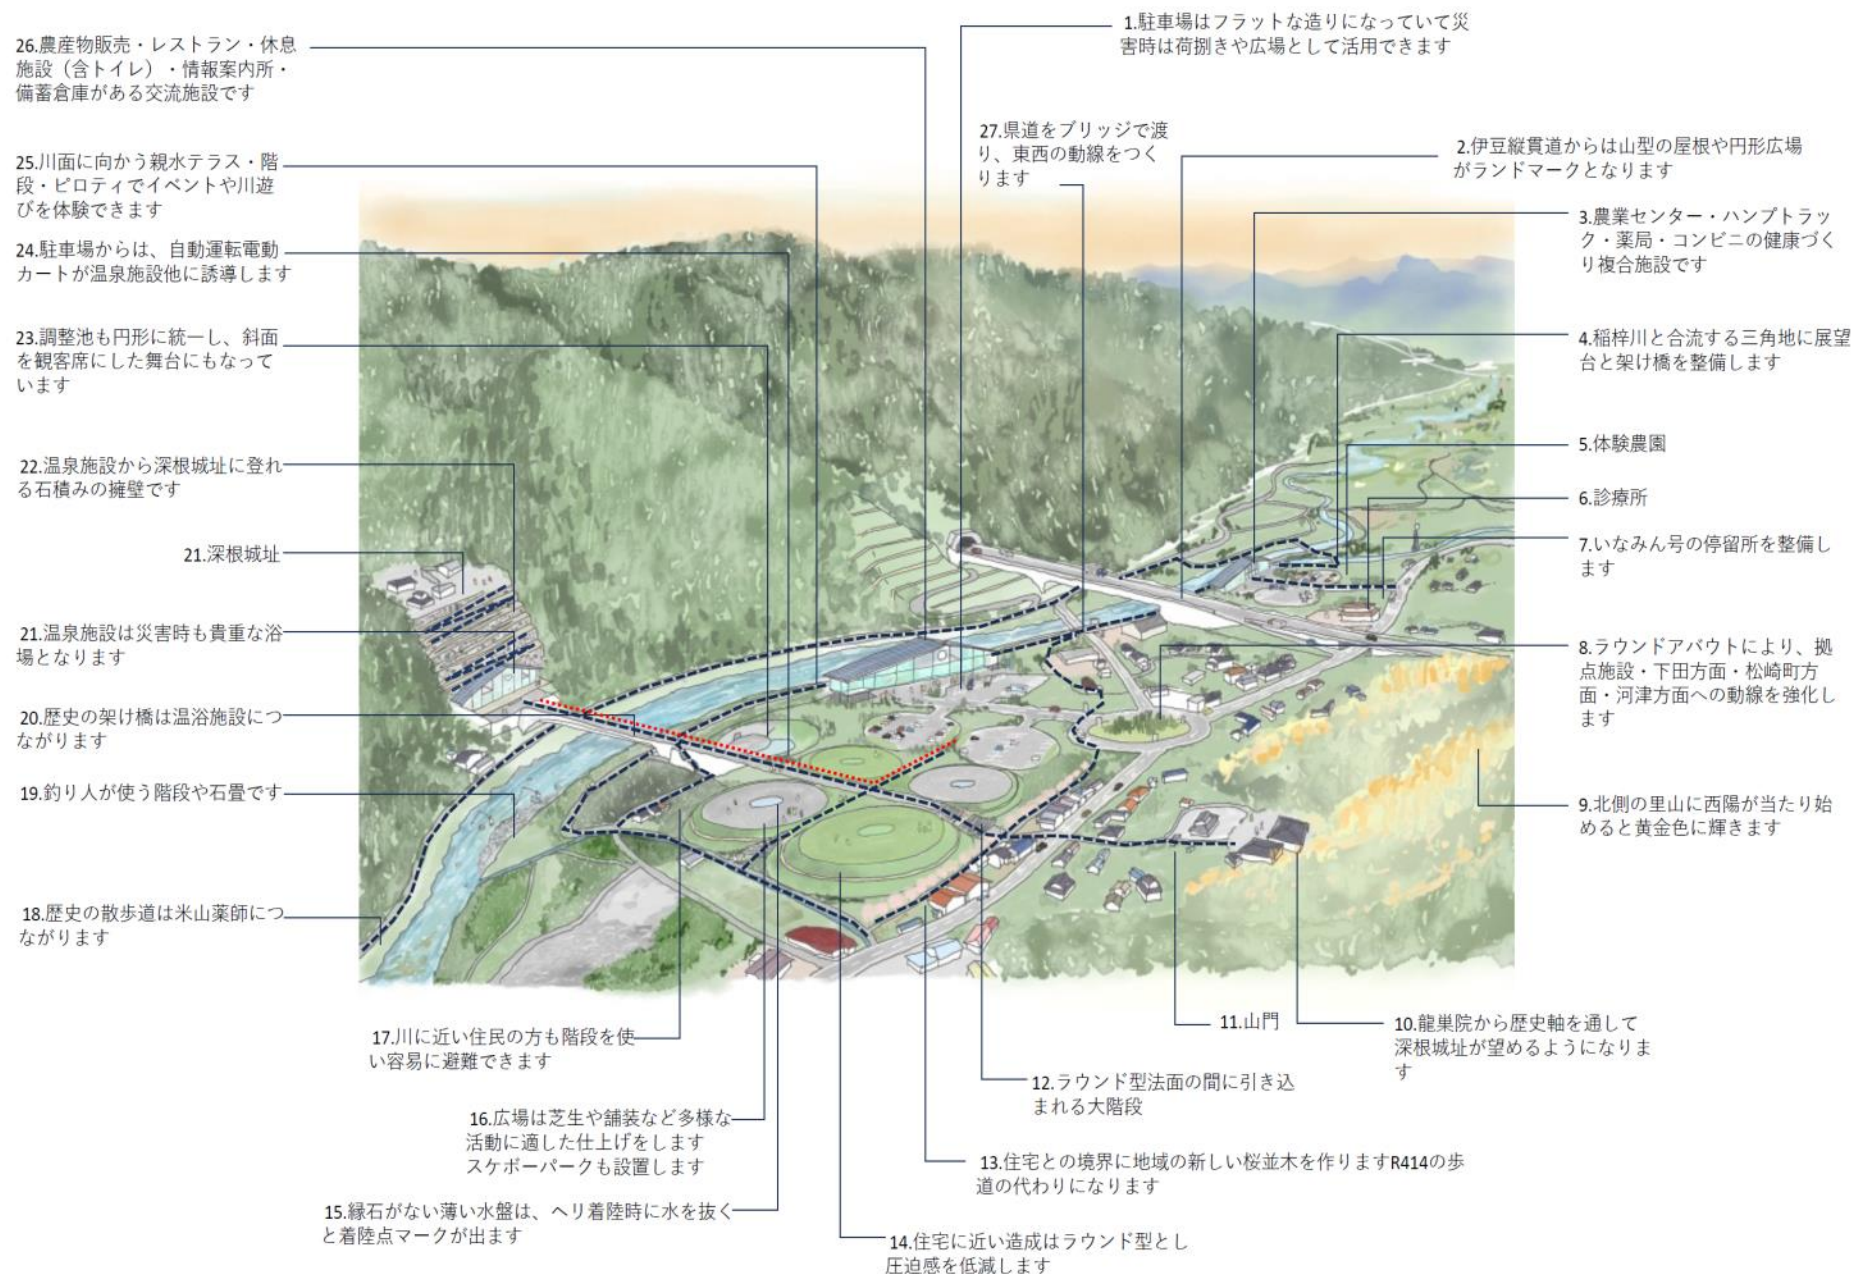 1.駐車場はフラットな造りになっていて災
害時は荷捌きや広場として活用できます
2.伊豆縦貫道からは山型の屋根や円形広場
がランドマークとなります
3.農業センター・ハンプトラッ
ク・薬局・コンビニの健康づく
り複合施設です
4.稲梓川と合流する三角地に展望
台と架け橋を整備します
5.体験農園
6.診療所
7.いなみん号の停留所を整備し
ます
8.ラウンドアバウトにより、拠
点施設・下田方面・松崎町方
面・河津方面への動線を強化し
ます
9.北側の里山に西陽が当たり始
めると黄金色に輝きます
10.龍巣院から歴史軸を通して
深根城址が望めるようになりま
す
11.山門
12.ラウンド型法面の間に引き込
まれる大階段
13.住宅との境界に地域の新しい桜並木を作りますR414の歩
道の代わりになります
14.住宅に近い造成はラウンド型とし
圧迫感を低減します
15.縁石がない薄い水盤は、ヘリ着陸時に水を抜く
と着陸点マークが出ます
16.広場は芝生や舗装など多様な
活動に適した仕上げをします
スケボーパークも設置します
17.川に近い住民の方も階段を使
い容易に避難できます
18.歴史の散歩道は米山薬師につ
ながります
19.釣り人が使う階段や石畳です
20.歴史の架け橋は温浴施設につ
ながります
21.温泉施設は災害時も貴重な浴
場となります
21.深根城址
22.温泉施設から深根城址に登れ
る石積みの擁壁です
23.調整池も円形に統一し、斜面
を観客席にした舞台にもなって
います
24.駐車場からは、自動運転電動
カートが温泉施設他に誘導します
25.川面に向かう親水テラス・階
段・ピロティでイベントや川遊
びを体験できます
26.農産物販売・レストラン・休息
施設（含トイレ）・情報案内所・
備蓄倉庫がある交流施設です
27.県道をブリッジで渡
り、東西の動線をつく
ります